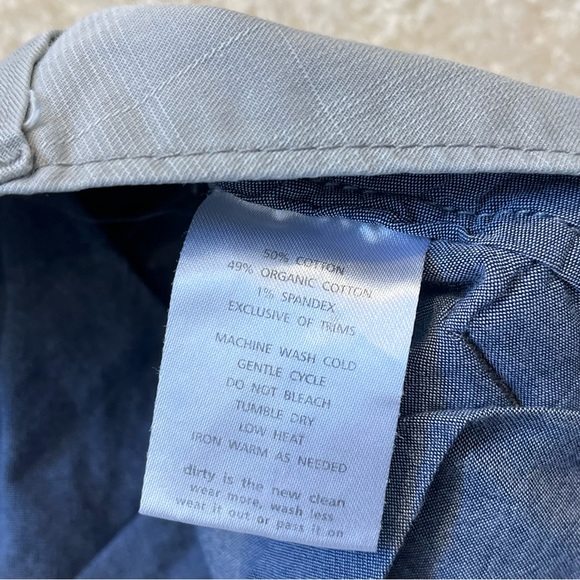 50% COTTON
49% ORGANIC COTTON
1% SPANDEX
EXCLUSIVE OF TRIMS
MACHINE WASH COLD
GENTLE CYCLE
DO NOT BLEACH
TUMBLE DRY
LOW HEAT
IRON WARM AS NEEDED
dirty is the new clean
wear more, wash less
wear it out or pass it on